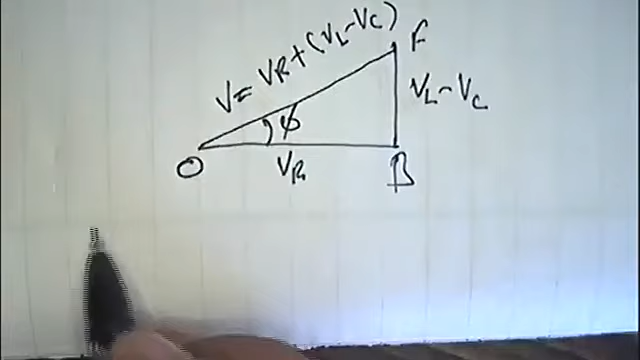 V = VR + (VL - VC)
F
VL - VC
φ
O
VR
B